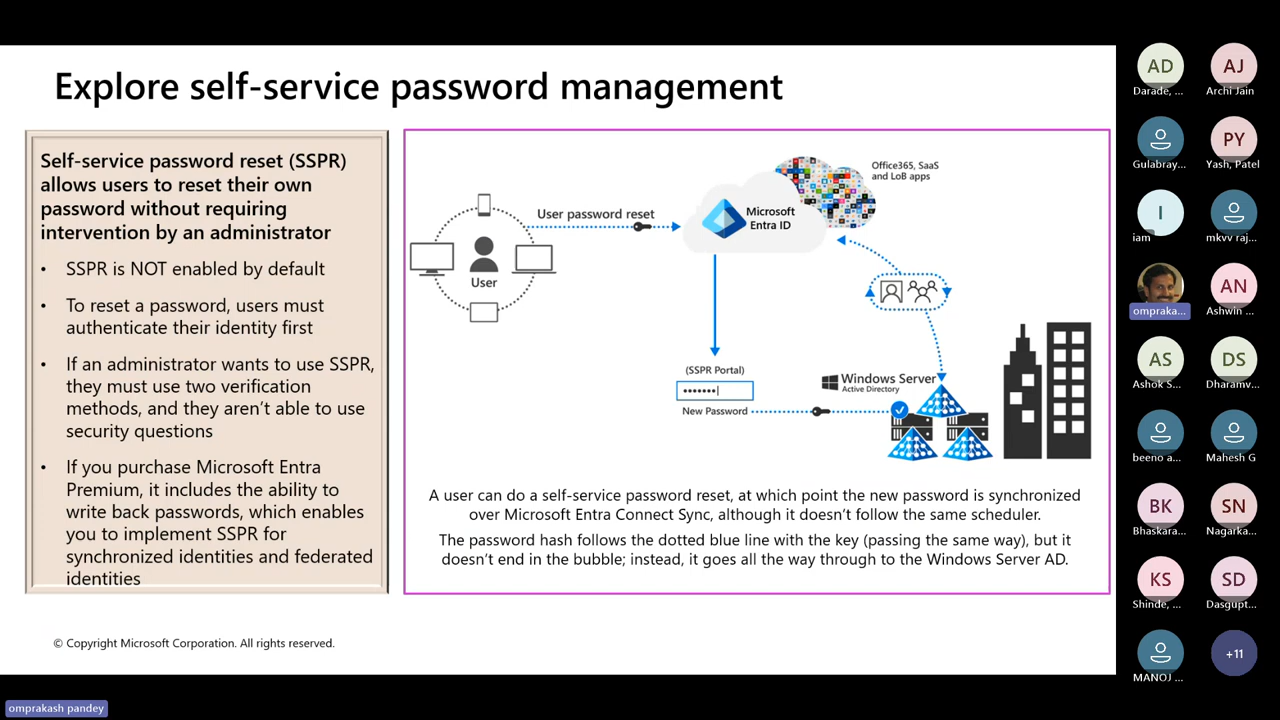 Explore self-service password management
Self-service password reset (SSPR)
allows users to reset their own
password without requiring
intervention by an administrator
• SSPR is NOT enabled by default
• To reset a password, users must
authenticate their identity first
• If an administrator wants to use SSPR,
they must use two verification
methods, and they aren’t able to use
security questions
• If you purchase Microsoft Entra
Premium, it includes the ability to
write back passwords, which enables
you to implement SSPR for
synchronized identities and federated
identities
User
User password reset
Microsoft
Entra ID
Office365, SaaS
and LoB apps
(SSPR Portal)
New Password
Windows Server
Active Directory
A user can do a self-service password reset, at which point the new password is synchronized
over Microsoft Entra Connect Sync, although it doesn’t follow the same scheduler.
The password hash follows the dotted blue line with the key (passing the same way), but it
doesn’t end in the bubble; instead, it goes all the way through to the Windows Server AD.
© Copyright Microsoft Corporation. All rights reserved.
AD
Darade, ...
AJ
Archi Jain
Gulabray...
PY
Yash, Patel
I
iam
mkvv raj...
ompraka...
AN
Ashwin ...
AS
Ashok S...
DS
Dharamv...
beeno a...
Mahesh G
BK
Bhaskara...
SN
Nagarka...
KS
Shinde, ...
SD
Dasgupt...
MANOJ ...
+11
omprakash pandey